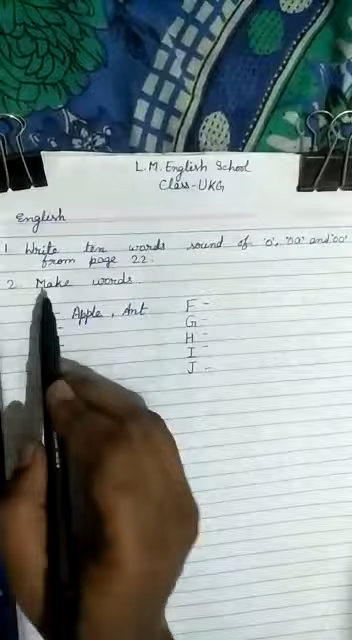 L.M. English School
Class-UKG
English
1 Write ten words sound of 'o', 'oa' and 'oo'
from page 22.
2. Make words.
Apple, Ant F -
G -
H -
I -
J -